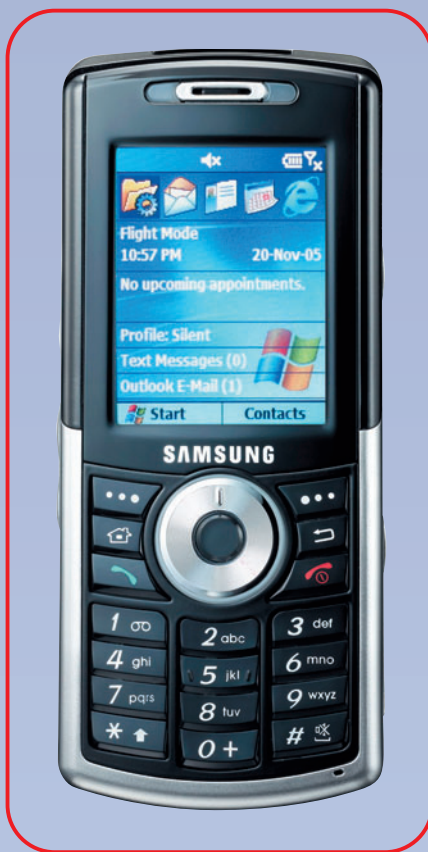 Flight Mode
10:57 PM 20-Nov-05
No upcoming appointments.
Profile: Silent
Text Messages (0)
Outlook E-Mail (1)
Start Contacts
SAMSUNG
1 2 abc 3 def
4 ghi 5 jkl 6 mno
7 pqrs 8 tuv 9 wxyz
* 0 + #